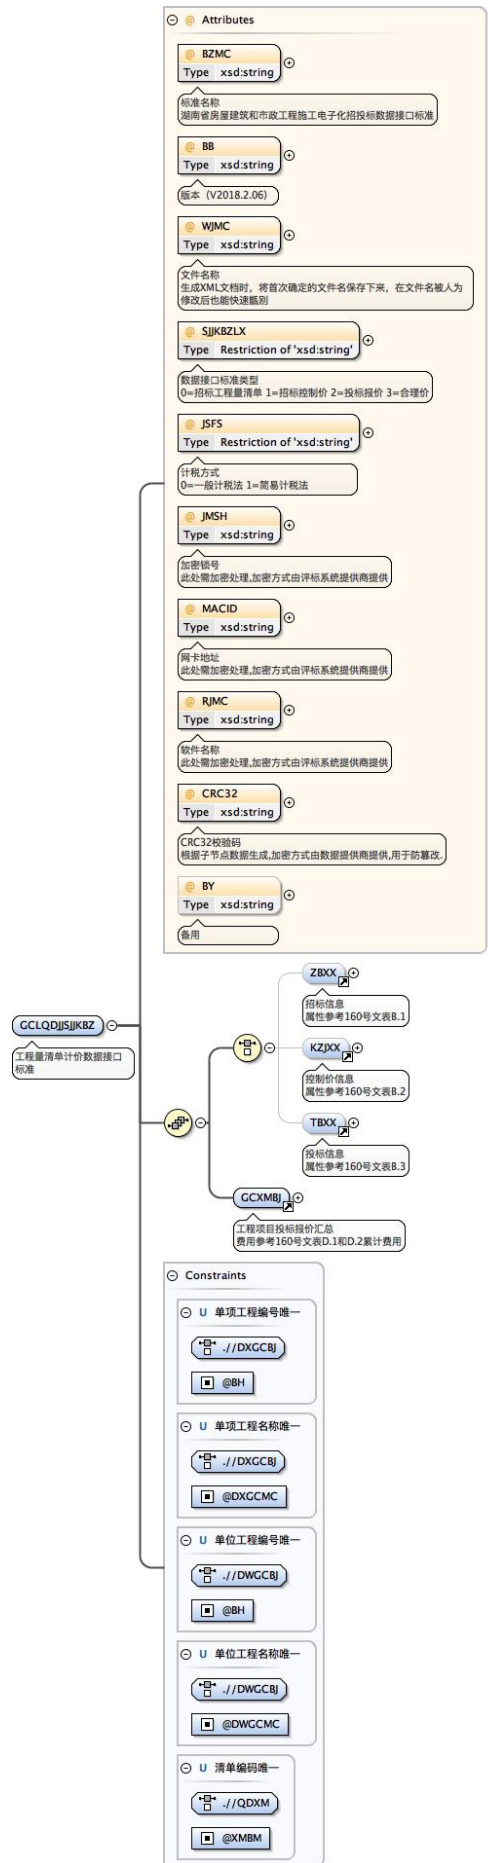 @ Attributes
@ BZMC
Type xsd:string
标准名称
湖南省房屋建筑和市政工程施工电子化招投标数据接口标准
@ BB
Type xsd:string
版本（V2018.2.06）
@ WJMC
Type xsd:string
文件名称
生成XML文档时，将首次确定的文件名保存下来，在文件名被人为
修改后也能快速甄别
@ SJJKBZLX
Type Restriction of 'xsd:string'
数据接口标准类型
0=招标工程量清单 1=招标控制价 2=投标报价 3=合理价
@ JSFS
Type Restriction of 'xsd:string'
计税方式
0=一般计税法 1=简易计税法
@ JMSH
Type xsd:string
加密锁号
此处需加密处理,加密方式由评标系统提供商提供
@ MACID
Type xsd:string
网卡地址
此处需加密处理,加密方式由评标系统提供商提供
@ RJMC
Type xsd:string
软件名称
此处需加密处理,加密方式由评标系统提供商提供
@ CRC32
Type xsd:string
CRC32校验码
根据子节点数据生成,加密方式由数据提供商提供,用于防篡改.
@ BY
Type xsd:string
备用
GCLQDJJSJJKBZ
工程量清单计价数据接口
标准
ZBXX
招标信息
属性参考160号文表B.1
KZJXX
控制价信息
属性参考160号文表B.2
TBXX
投标信息
属性参考160号文表B.3
GCXMBJ
工程项目投标报价汇总
费用参考160号文表D.1和D.2累计费用
Constraints
U 单项工程编号唯一
.//DXGCBJ
@BH
U 单项工程名称唯一
.//DXGCBJ
@DXGCMC
U 单位工程编号唯一
.//DWGCBJ
@BH
U 单位工程名称唯一
.//DWGCBJ
@DWGCMC
U 清单编码唯一
.//QDXM
@XMBM